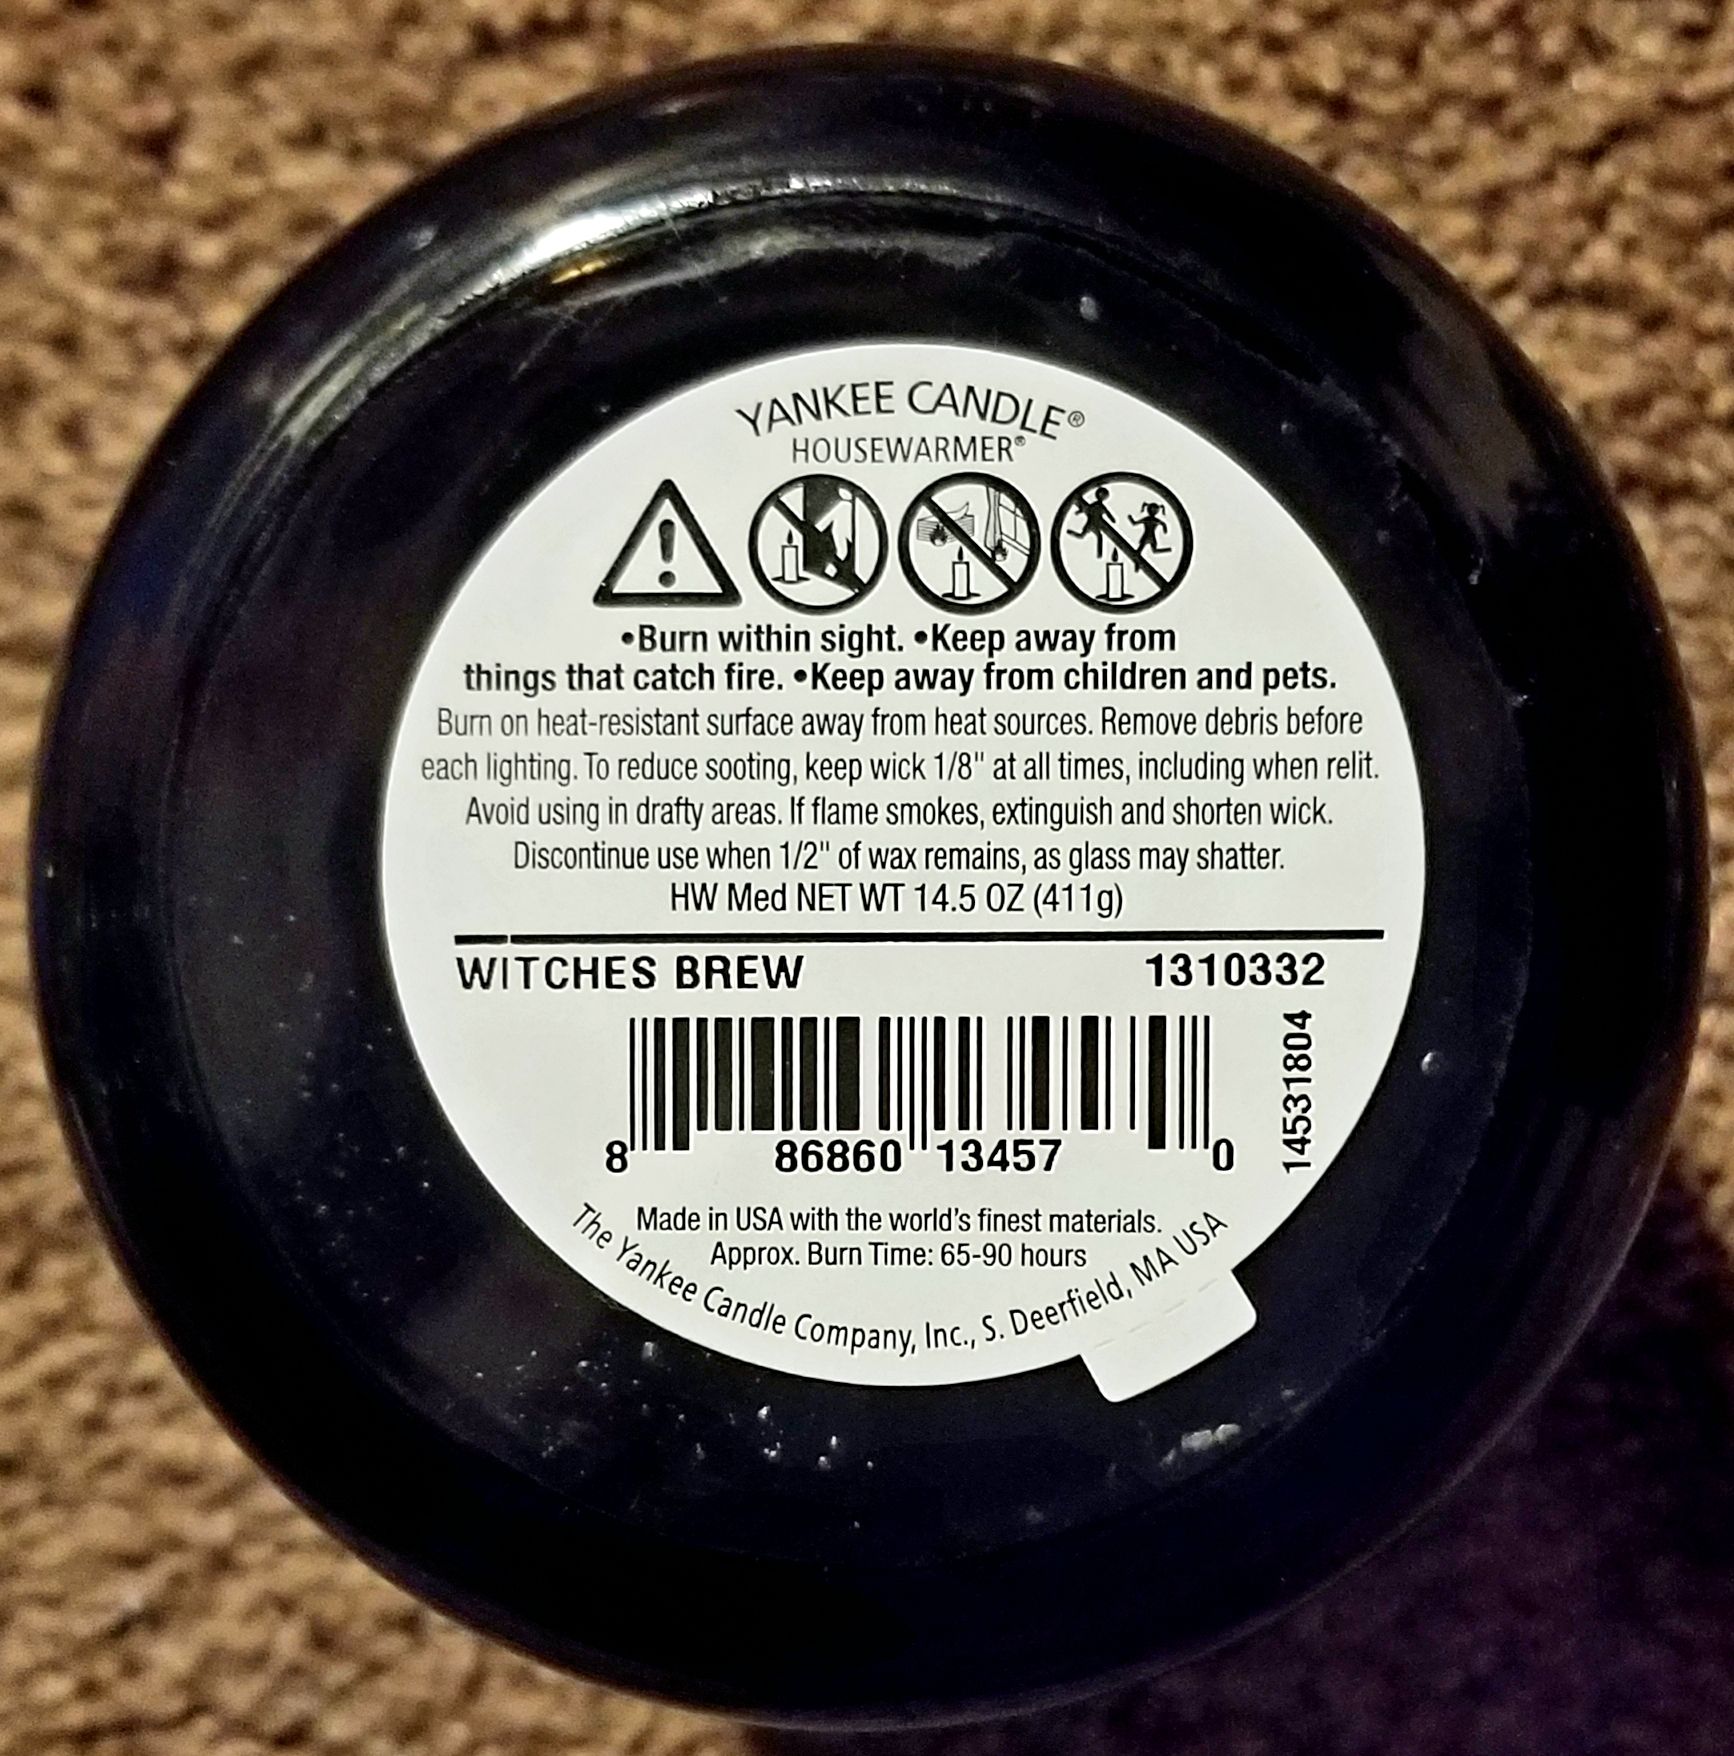 YANKEE CANDLE®
HOUSEWARMER®
•Burn within sight. •Keep away from
things that catch fire. •Keep away from children and pets.
Burn on heat-resistant surface away from heat sources. Remove debris before
each lighting. To reduce sooting, keep wick 1/8" at all times, including when relit.
Avoid using in drafty areas. If flame smokes, extinguish and shorten wick.
Discontinue use when 1/2" of wax remains, as glass may shatter.
HW Med NET WT 14.5 OZ (411g)
WITCHES BREW 1310332
14531804
8 86860 13457 0
Made in USA with the world's finest materials.
Approx. Burn Time: 65-90 hours
The Yankee Candle Company, Inc., S. Deerfield, MA USA